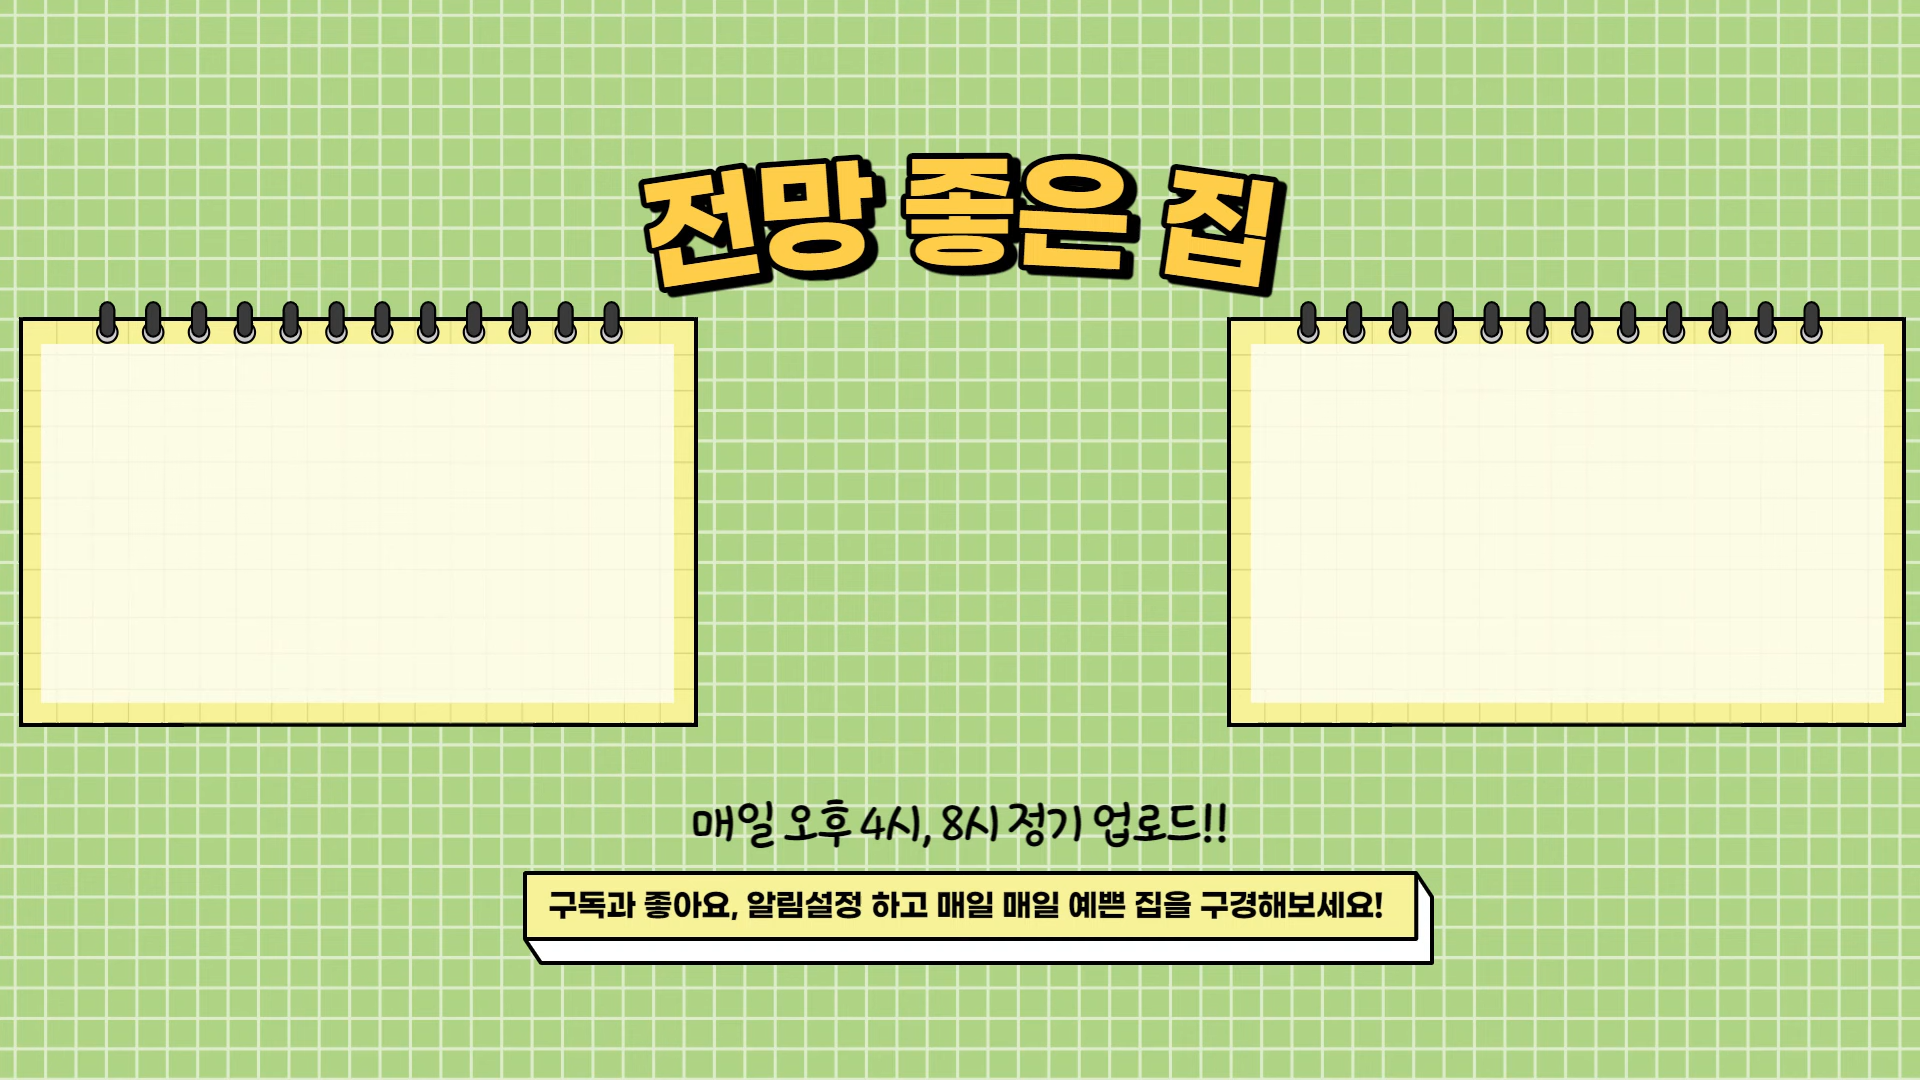 전망 좋은 집
매일 오후 4시, 8시 정기 업로드!!
구독과 좋아요, 알림설정 하고 매일 매일 예쁜 집을 구경해보세요!